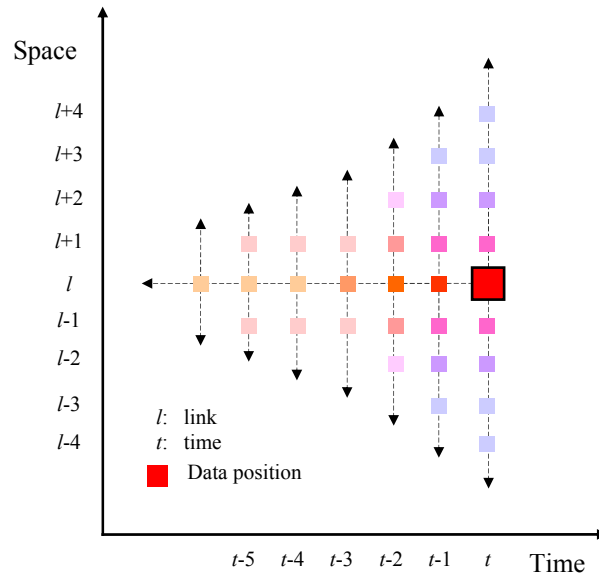 Space
l+4
l+3
l+2
l+1
l
l-1
l-2
l-3
l-4
l: link
t: time
Data position
t-5 t-4 t-3 t-2 t-1 t Time